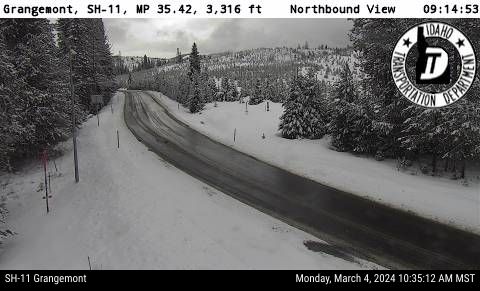 Grangemont, SH-11, MP 35.42, 3,316 ft Northbound View 09:14:53
IDAHO
TRANSPORTATION DEPARTMENT
SH-11 Grangemont Monday, March 4, 2024 10:35:12 AM MST